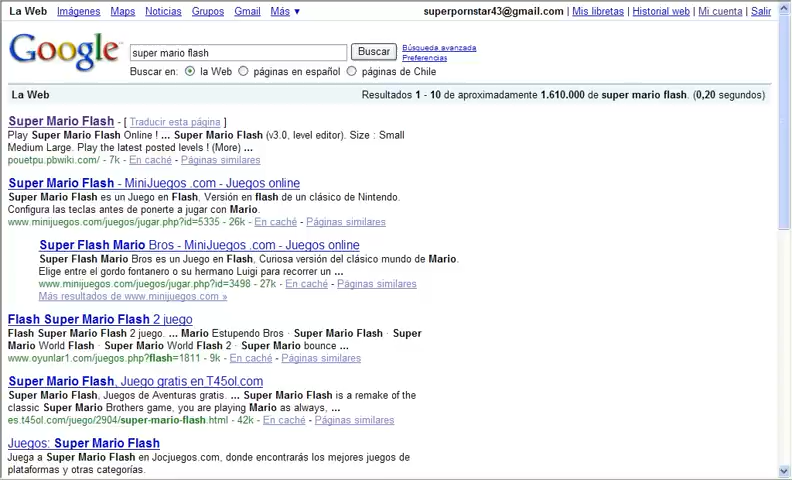 La Web Imágenes Maps Noticias Grupos Gmail Más ▼ superpornstar43@gmail.com | Mis libretas | Historial web | Mi cuenta | Salir
Google™ super mario flash Buscar Búsqueda avanzada
Preferencias
Buscar en: la Web páginas en español páginas de Chile
La Web Resultados 1 - 10 de aproximadamente 1.610.000 de super mario flash. (0,20 segundos)
Super Mario Flash - [ Traducir esta página ]
Play Super Mario Flash Online ! ... Super Mario Flash (v3.0, level editor). Size : Small
Medium Large. Play the latest posted levels ! (More) ...
pouetpu.pbwiki.com/ - 7k - En caché - Páginas similares
Super Mario Flash - MiniJuegos .com - Juegos online
Super Mario Flash es un Juego en Flash, Versión en flash de un clásico de Nintendo.
Configura las teclas antes de ponerte a jugar con Mario.
www.minijuegos.com/juegos/jugar.php?id=5335 - 26k - En caché - Páginas similares
Super Flash Mario Bros - MiniJuegos .com - Juegos online
Super Flash Mario Bros es un Juego en Flash, Curiosa versión del clásico mundo de Mario.
Elige entre el gordo fontanero o su hermano Luigi para recorrer un ...
www.minijuegos.com/juegos/jugar.php?id=3498 - 27k - En caché - Páginas similares
Más resultados de www.minijuegos.com »
Flash Super Mario Flash 2 juego
Flash Super Mario Flash 2 juego. ... Mario Estupendo Bros · Super Mario Flash · Super
Mario World Flash · Super Mario World Flash 2 · Super Mario bounce ...
www.oyunlar1.com/juegos.php?flash=1811 - 9k - En caché - Páginas similares
Super Mario Flash, Juego gratis en T45ol.com
Super Mario Flash, Juegos de Aventuras gratis. ... Super Mario Flash is a remake of the
classic Super Mario Brothers game, you are playing Mario as always, ...
es.t45ol.com/juego/2904/super-mario-flash.html - 42k - En caché - Páginas similares
Juegos: Super Mario Flash
Juega a Super Mario Flash en Jocjuegos.com, donde encontrarás los mejores juegos de
plataformas y otras categorías.